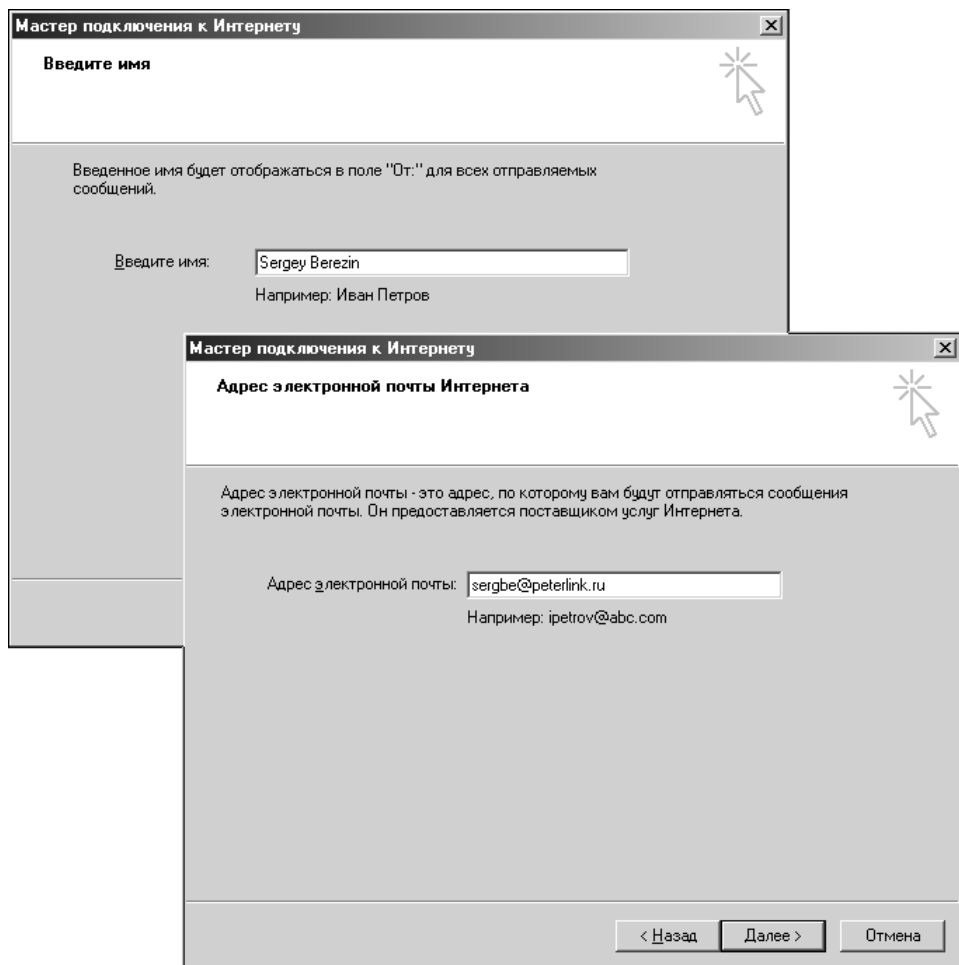 Мастер подключения к Интернету
Введите имя
Введенное имя будет отображаться в поле "От:" для всех отправляемых
сообщений.
Введите имя: Sergey Berezin
Например: Иван Петров
Мастер подключения к Интернету
Адрес электронной почты Интернета
Адрес электронной почты - это адрес, по которому вам будут отправляться сообщения
электронной почты. Он предоставляется поставщиком услуг Интернета.
Адрес электронной почты: sergbe@peterlink.ru
Например: ipetrov@abc.com
< Назад Далее > Отмена